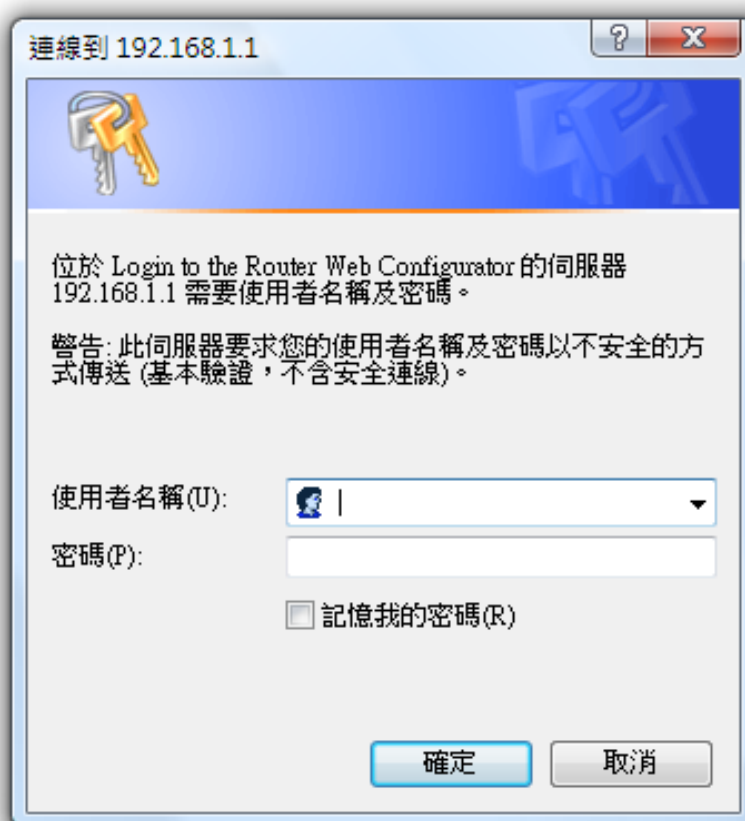 連線到 192.168.1.1
位於 Login to the Router Web Configurator 的伺服器
192.168.1.1 需要使用者名稱及密碼。
警告: 此伺服器要求您的使用者名稱及密碼以不安全的方
式傳送 (基本驗證，不含安全連線)。
使用者名稱(U):
密碼(P):
記憶我的密碼(R)
確定
取消